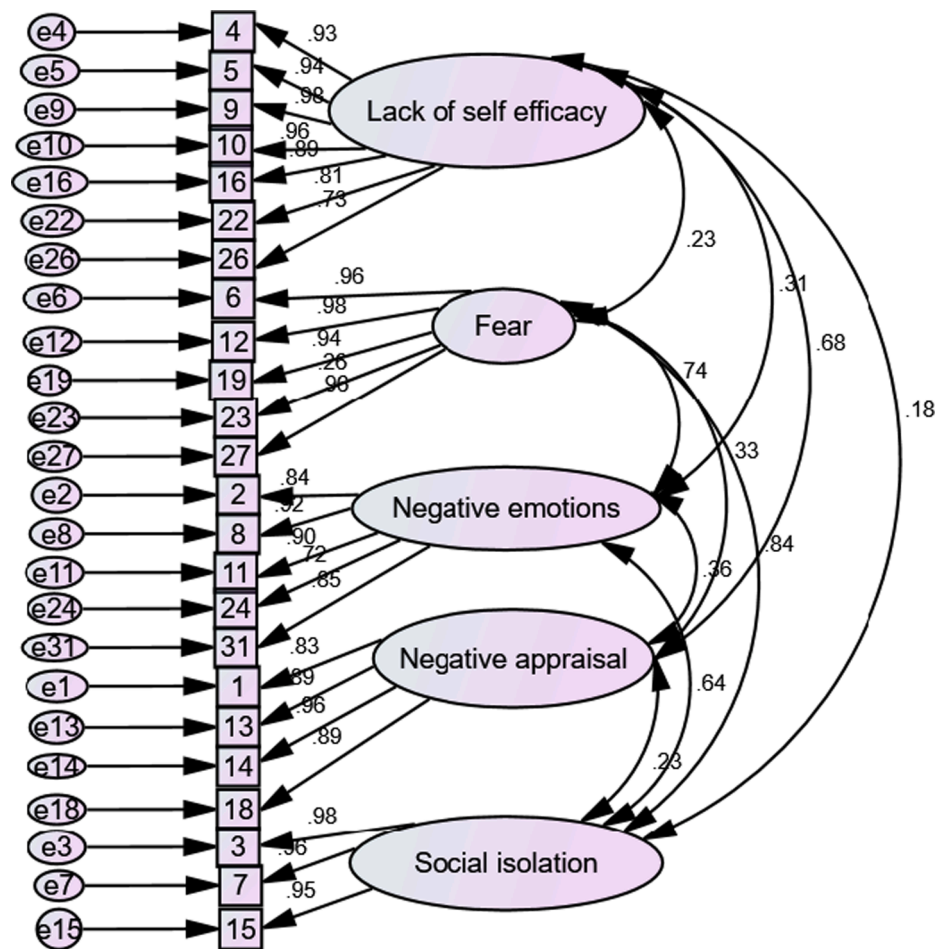 e4 4 .93
e5 5 .94
e9 9 .98
Lack of self efficacy
e10 10 .96
.89
e16 16 .81
e22 22 .73
e26 26
.23
e6 6 .96
.31
e12 12 .98
Fear
.68
e19 19 .94
.26
74
e23 23 .98
.18
e27 27
33
e2 2 .84
Negative emotions
e8 8 .92
.90
.84
e11 11 .72
.36
e24 24 .85
e31 31 .83
Negative appraisal
e1 1 .89
.64
e13 13 .96
e14 14 .89
.23
e18 18
e3 3 .98
.96
Social isolation
e7 7 .95
e15 15